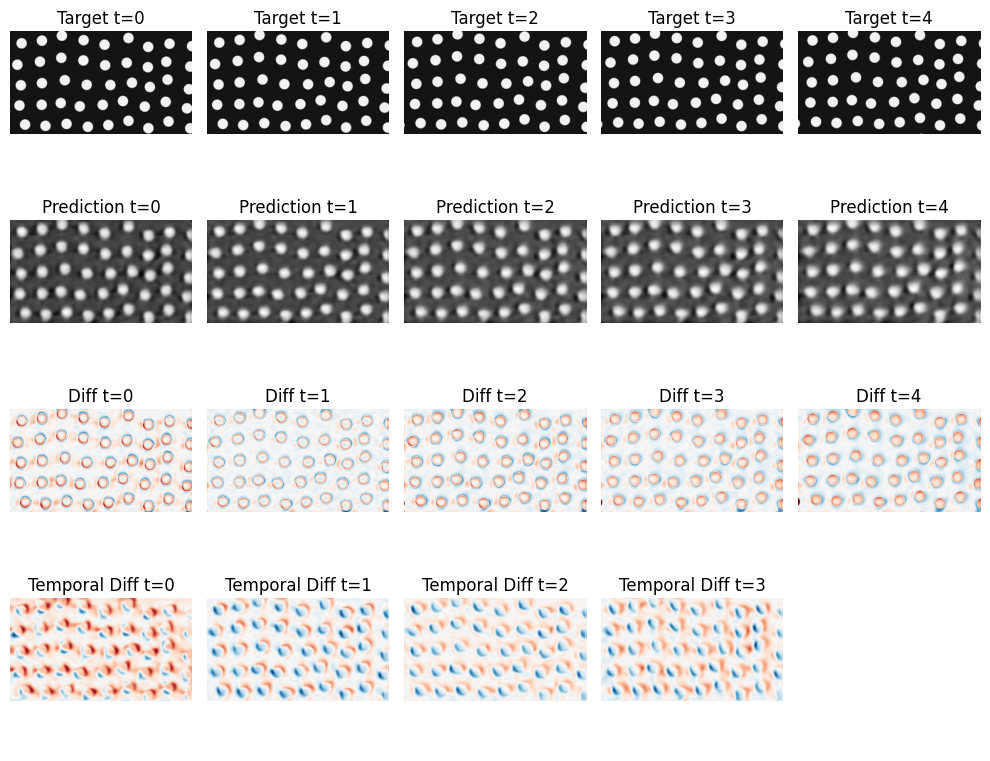 Target t=0 Target t=1 Target t=2 Target t=3 Target t=4
Prediction t=0 Prediction t=1 Prediction t=2 Prediction t=3 Prediction t=4
Diff t=0 Diff t=1 Diff t=2 Diff t=3 Diff t=4
Temporal Diff t=0 Temporal Diff t=1 Temporal Diff t=2 Temporal Diff t=3